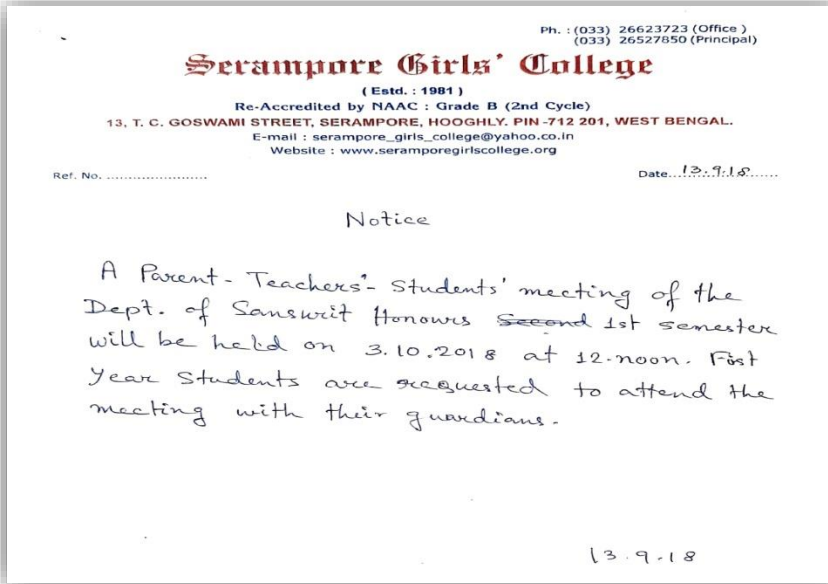 Ph. : (033) 26623723 (Office)
(033) 26527850 (Principal)
Serampore Girls' College
( Estd. : 1981 )
Re-Accredited by NAAC : Grade B (2nd Cycle)
13, T. C. GOSWAMI STREET, SERAMPORE, HOOGHLY. PIN -712 201, WEST BENGAL.
E-mail : serampore_girls_college@yahoo.co.in
Website : www.seramporegirlscollege.org
Ref. No. ........................ Date...13.9.18......
Notice
A Parent - Teachers' - Students' meeting of the
Dept. of Sanskrit Honours Second 1st semester
will be held on 3.10.2018 at 12-noon. First
Year Students are requested to attend the
meeting with their guardians.
13.9.18